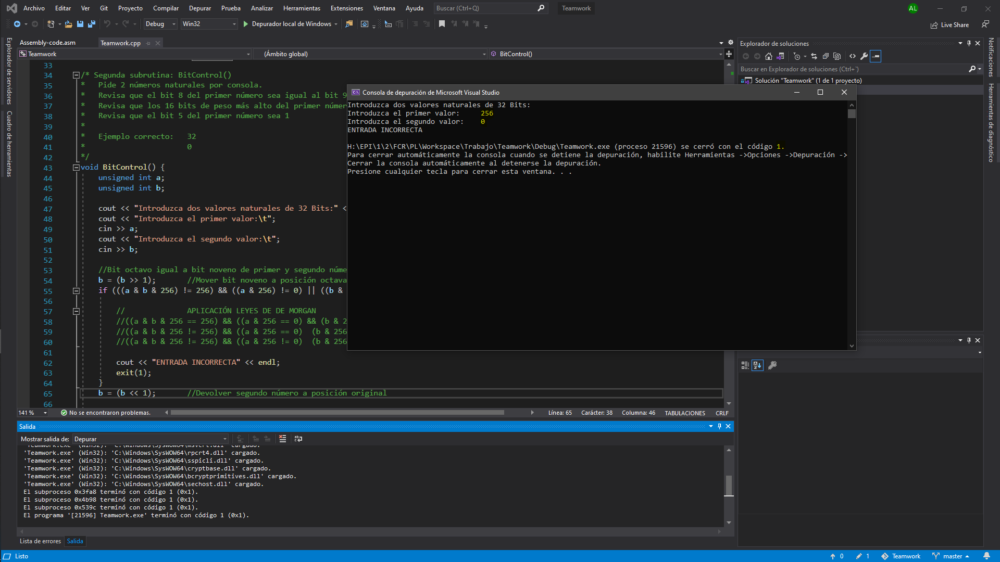 Archivo Editar Ver Git Proyecto Compilar Depurar Prueba Analizar Herramientas Extensiones Ventana Ayuda Buscar (Ctrl+Q) Teamwork AL
Debug Win32 Depurador local de Windows Live Share
Explorador de servidores
Cuadro de herramientas
Assembly-code.asm Teamwork.cpp
Teamwork (Ámbito global) BitControl()
33
34 /* Segunda subrutina: BitControl()
35 * Pide 2 números naturales por consola.
36 * Revisa que el bit 8 del primer número sea igual al bit 9
37 * Revisa que los 16 bits de peso más alto del primer númer
38 * Revisa que el bit 5 del primer número sea 1
39 *
40 * Ejemplo correcto: 32
41 * 0
42 */
43 void BitControl() {
44 unsigned int a;
45 unsigned int b;
46
47 cout << "Introduzca dos valores naturales de 32 Bits:" <
48 cout << "Introduzca el primer valor:\t";
49 cin >> a;
50 cout << "Introduzca el segundo valor:\t";
51 cin >> b;
52
53 //Bit octavo igual a bit noveno de primer y segundo núme
54 b = (b >> 1); //Mover bit noveno a posición octava
55 if (((a & b & 256) != 256) && ((a & 256) != 0) || ((b &
56
57 // APLICACIÓN LEYES DE DE MORGAN
58 //((a & b & 256 == 256) && ((a & 256 == 0) && (b & 2
59 //((a & b & 256 != 256) && ((a & 256 == 0) (b & 256
60 //((a & b & 256 != 256) && ((a & 256 != 0) (b & 256
61
62 cout << "ENTRADA INCORRECTA" << endl;
63 exit(1);
64 }
65 b = (b << 1); //Devolver segundo número a posición original
66
141 % No se encontraron problemas. Línea: 65 Carácter: 38 Columna: 46 TABULACIONES CRLF
Consola de depuración de Microsoft Visual Studio
Introduzca dos valores naturales de 32 Bits:
Introduzca el primer valor: 256
Introduzca el segundo valor: 0
ENTRADA INCORRECTA
H:\EPI\1\2\FCR\PL\Workspace\Trabajo\Teamwork\Debug\Teamwork.exe (proceso 21596) se cerró con el código 1.
Para cerrar automáticamente la consola cuando se detiene la depuración, habilite Herramientas ->Opciones ->Depuración ->
Cerrar la consola automáticamente al detenerse la depuración.
Presione cualquier tecla para cerrar esta ventana. . .
Explorador de soluciones
Buscar en Explorador de soluciones (Ctrl+`)
Solución "Teamwork" (1 de 1 proyecto)
Notificaciones
Herramientas de diagnóstico
Salida
Mostrar salida de: Depurar
'Teamwork.exe' (Win32): 'C:\Windows\SysWOW64\msvcrt.dll' cargado.
'Teamwork.exe' (Win32): 'C:\Windows\SysWOW64\rpcrt4.dll' cargado.
'Teamwork.exe' (Win32): 'C:\Windows\SysWOW64\sspicli.dll' cargado.
'Teamwork.exe' (Win32): 'C:\Windows\SysWOW64\cryptbase.dll' cargado.
'Teamwork.exe' (Win32): 'C:\Windows\SysWOW64\bcryptprimitives.dll' cargado.
'Teamwork.exe' (Win32): 'C:\Windows\SysWOW64\sechost.dll' cargado.
El subproceso 0x3fa8 terminó con código 1 (0x1).
El subproceso 0x4b98 terminó con código 1 (0x1).
El subproceso 0x539c terminó con código 1 (0x1).
El programa '[21596] Teamwork.exe' terminó con código 1 (0x1).
Lista de errores Salida
Listo 0 1 Teamwork master